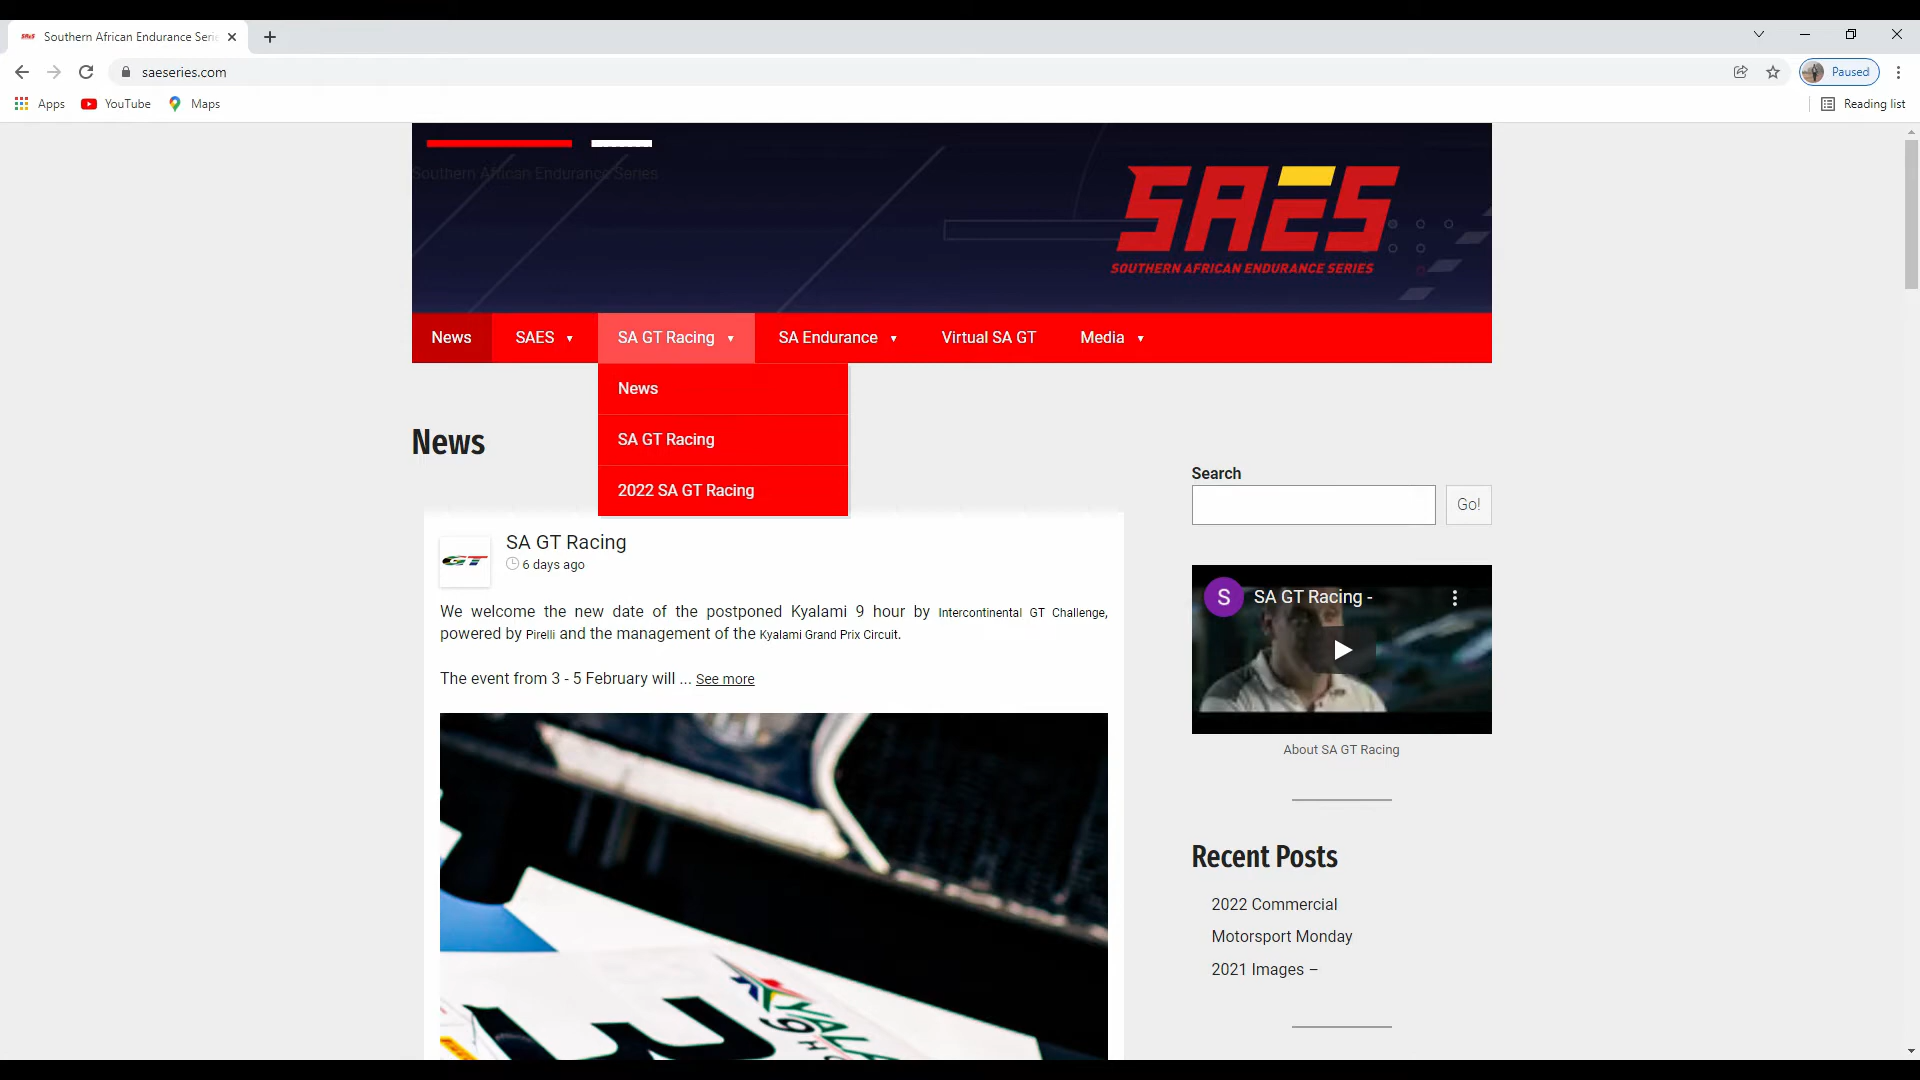 Southern African Endurance Serie
saeseries.com
Paused
Apps
YouTube
Maps
Reading list
Southern African Endurance Series
SAES
SOUTHERN AFRICAN ENDURANCE SERIES
News
SAES
SA GT Racing
SA Endurance
Virtual SA GT
Media
News
SA GT Racing
2022 SA GT Racing
News
GT
SA GT Racing
6 days ago
We welcome the new date of the postponed Kyalami 9 hour by Intercontinental GT Challenge,
powered by Pirelli and the management of the Kyalami Grand Prix Circuit.
The event from 3 - 5 February will ... See more
Search
Go!
S
SA GT Racing -
About SA GT Racing
Recent Posts
2022 Commercial
Motorsport Monday
2021 Images –